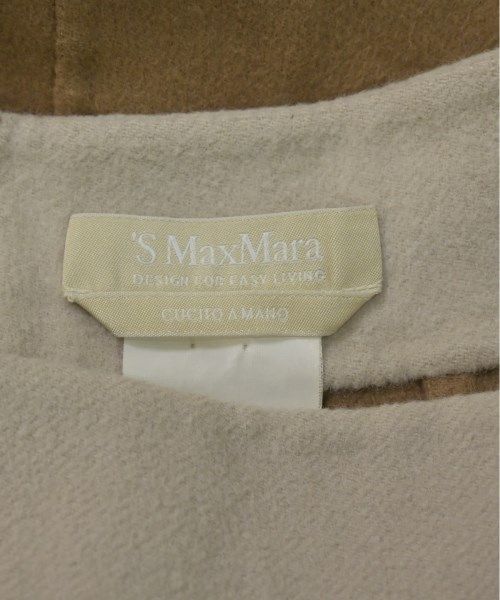 'S MaxMara
DESIGN FOR EASY LIVING
CUCITO A MANO